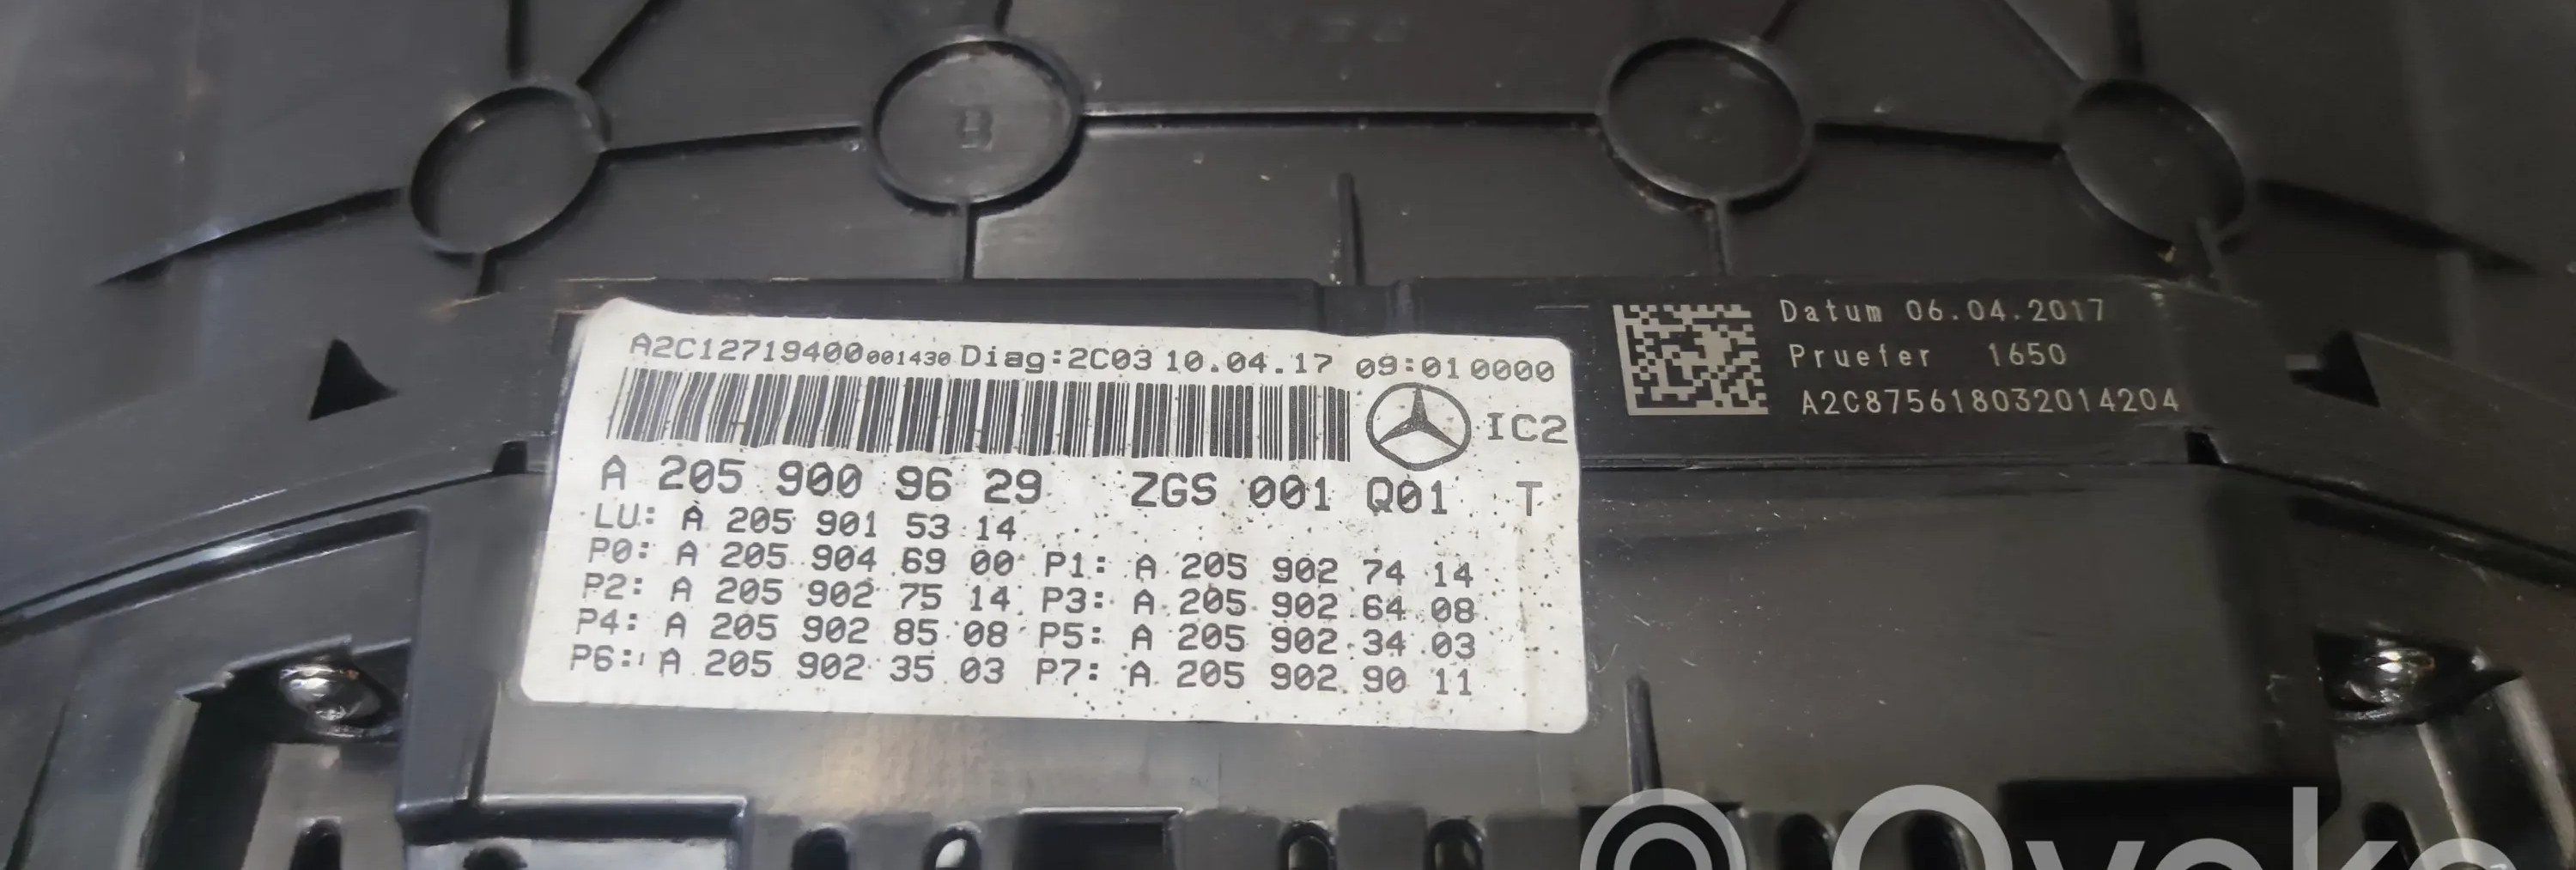 A2C12719400001430 Diag:2C03 10.04.17 09:010000
IC2
A 205 900 96 29 ZGS 001 Q01 T
LU: A 205 901 53 14
P0: A 205 904 69 00 P1: A 205 902 74 14
P2: A 205 902 75 14 P3: A 205 902 64 08
P4: A 205 902 85 08 P5: A 205 902 34 03
P6: A 205 902 35 03 P7: A 205 902 90 11
Datum 06.04.2017
Pruefer 1650
A2C875618032014204
Ovoko